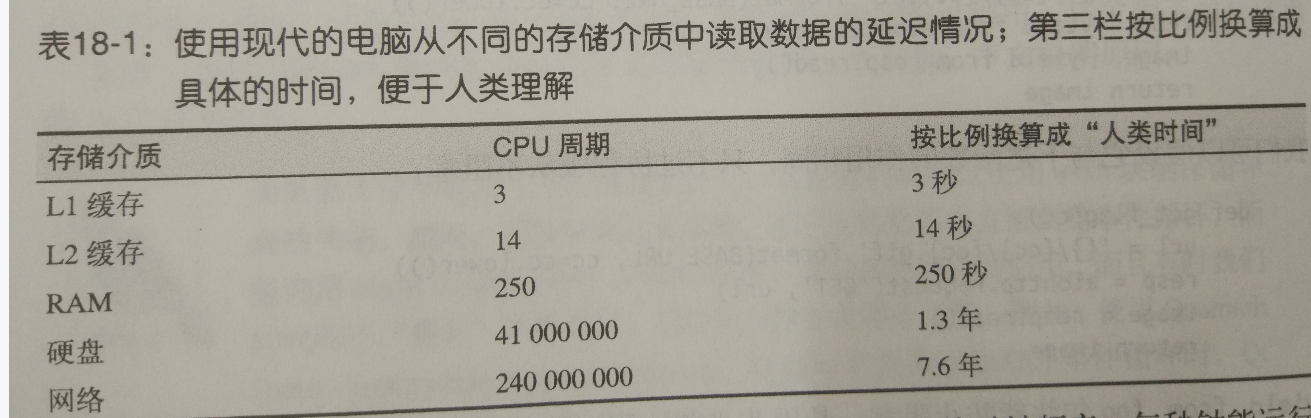 表18-1：使用现代的电脑从不同的存储介质中读取数据的延迟情况；第三栏按比例换算成
具体的时间，便于人类理解
存储介质 CPU 周期 按比例换算成“人类时间”
L1 缓存 3 3 秒
L2 缓存 14 14 秒
RAM 250 250 秒
硬盘 41 000 000 1.3 年
网络 240 000 000 7.6 年